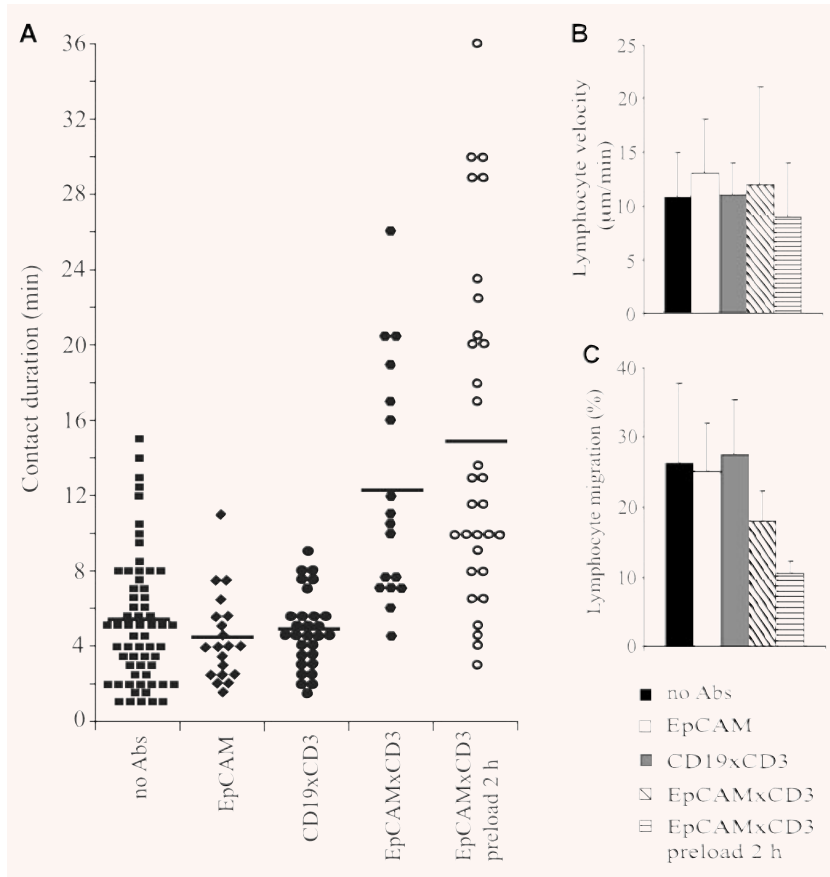 A
Contact duration (min)
36
32
28
24
20
16
12
8
4
0
no Abs
EpCAM
CD19xCD3
EpCAMxCD3
EpCAMxCD3
preload 2 h
B
Lymphocyte velocity
(μm/min)
25
20
15
10
5
0
C
Lymphocyte migration (%)
40
30
20
10
0
no Abs
EpCAM
CD19xCD3
EpCAMxCD3
EpCAMxCD3
preload 2 h